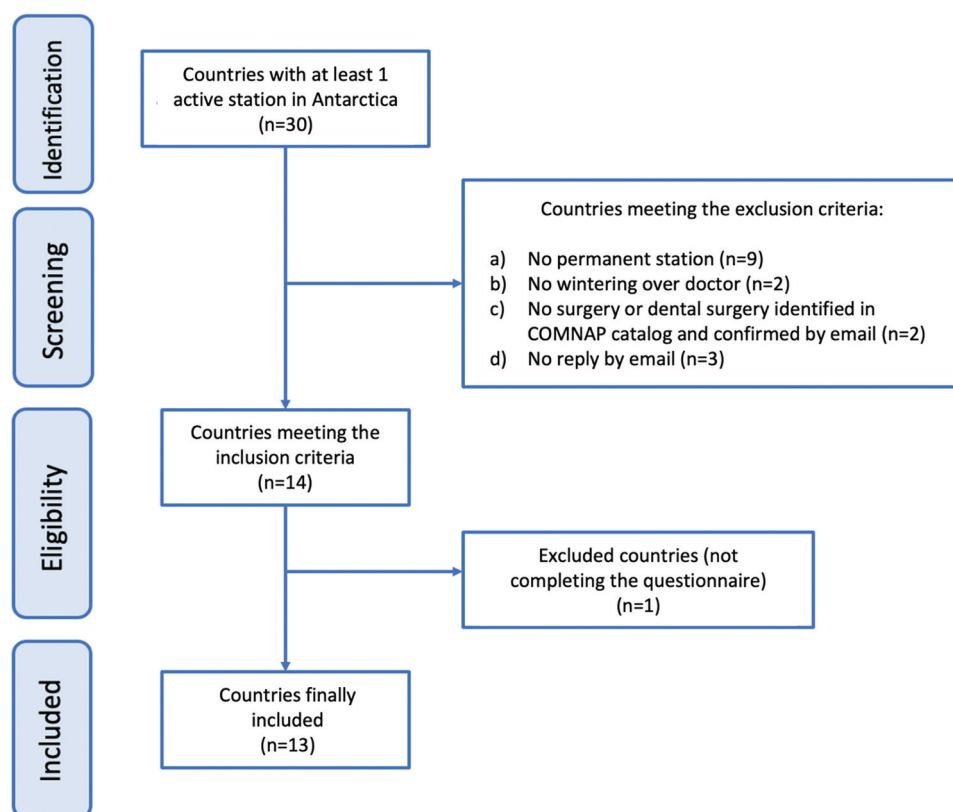 Identification
Countries with at least 1
active station in Antarctica
(n=30)
Screening
Countries meeting the exclusion criteria:
a) No permanent station (n=9)
b) No wintering over doctor (n=2)
c) No surgery or dental surgery identified in
COMNAP catalog and confirmed by email (n=2)
d) No reply by email (n=3)
Eligibility
Countries meeting the
inclusion criteria
(n=14)
Excluded countries (not
completing the questionnaire)
(n=1)
Included
Countries finally
included
(n=13)